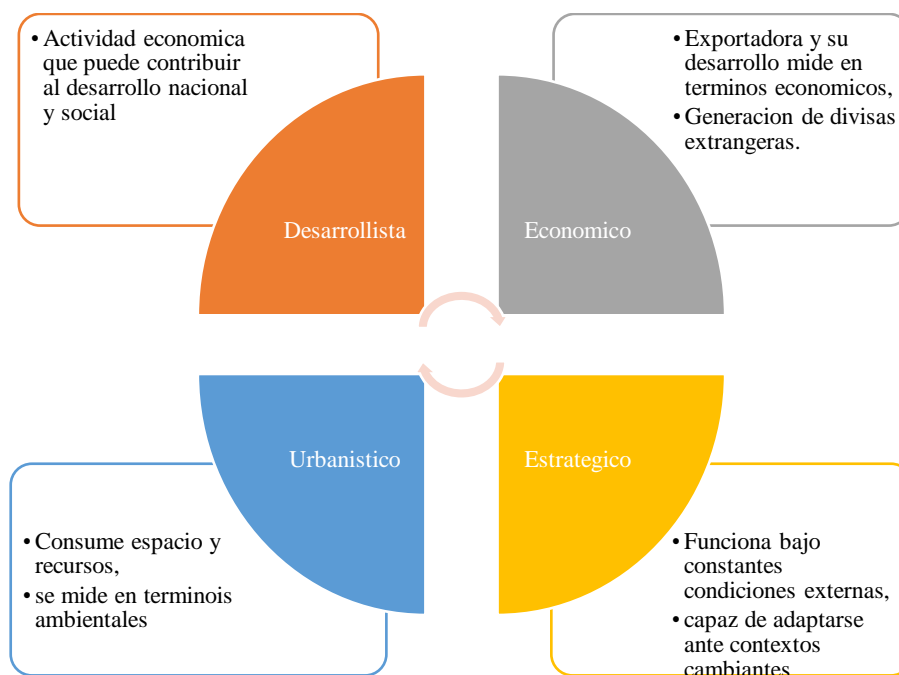 • Actividad economica
que puede contribuir
al desarrollo nacional
y social
• Exportadora y su
desarrollo mide en
terminos economicos,
• Generacion de divisas
extrangeras.
Desarrollista
Economico
Urbanistico
Estrategico
• Consume espacio y
recursos,
• se mide en terminois
ambientales
• Funciona bajo
constantes
condiciones externas,
• capaz de adaptarse
ante contextos
cambiantes